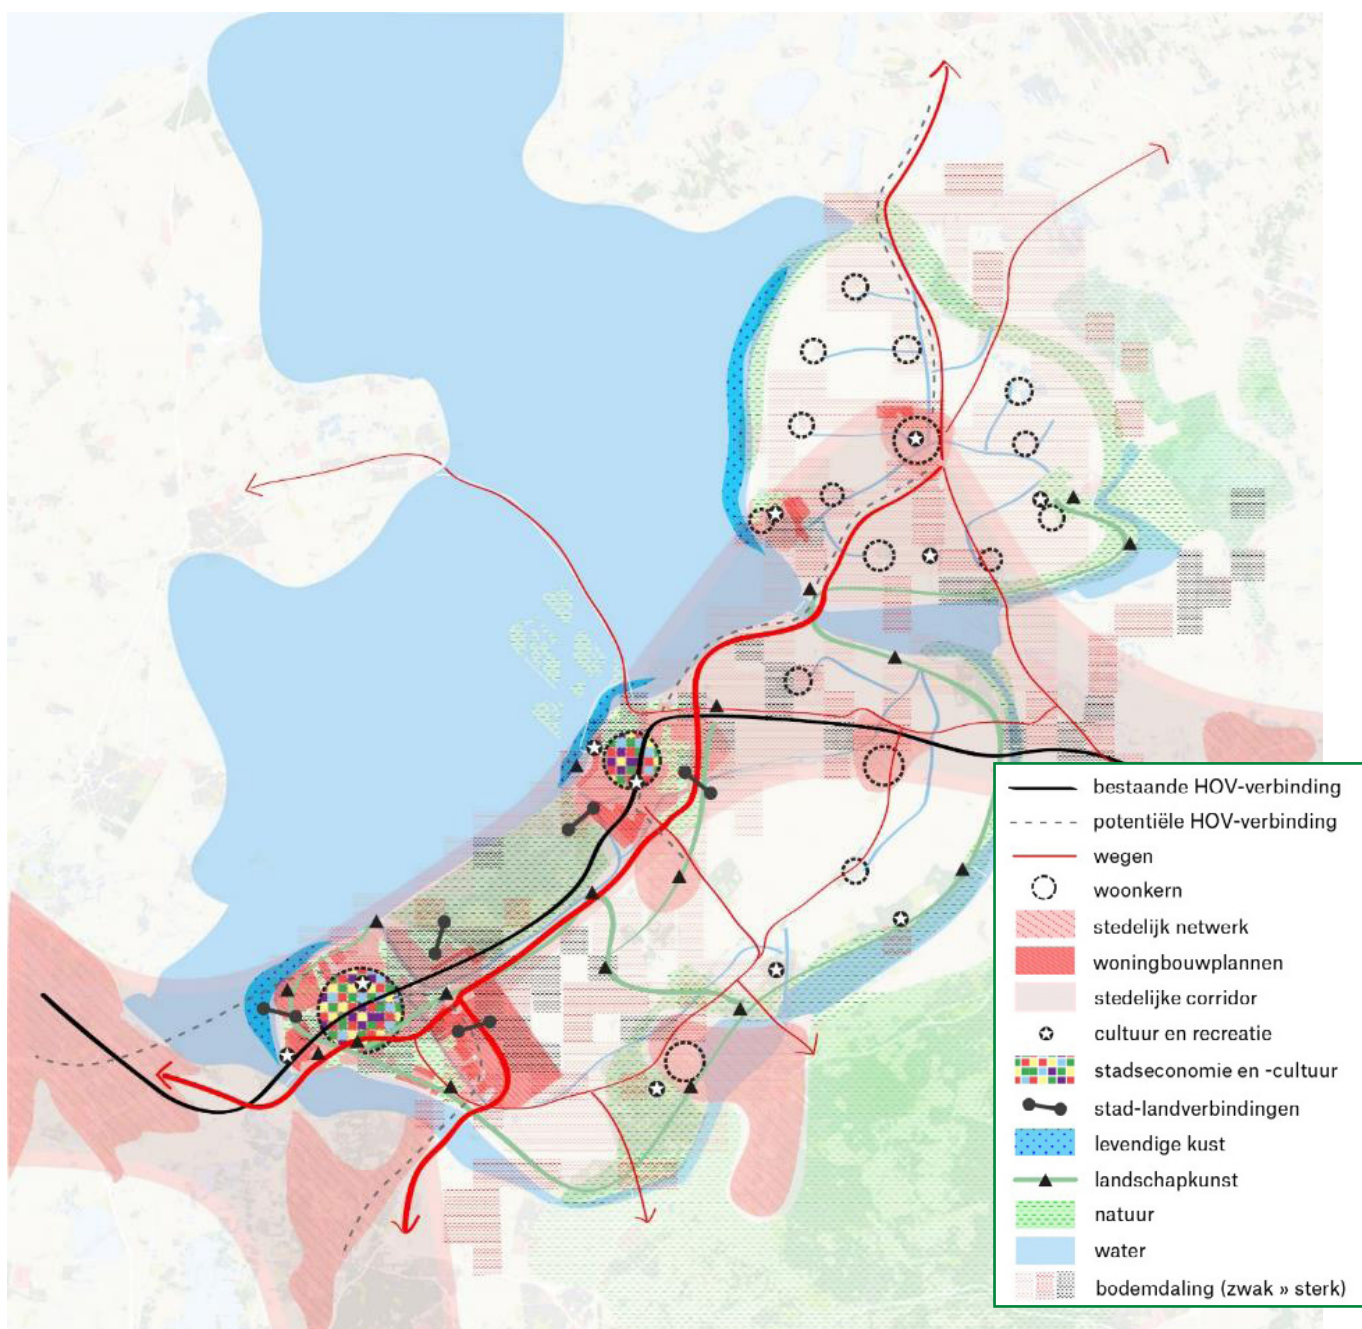 bestaande HOV-verbinding
potentiële HOV-verbinding
wegen
woonkern
stedelijk netwerk
woningbouwplannen
stedelijke corridor
cultuur en recreatie
stadseconomie en -cultuur
stad-landverbindingen
levendige kust
landschapkunst
natuur
water
bodemdaling (zwak » sterk)